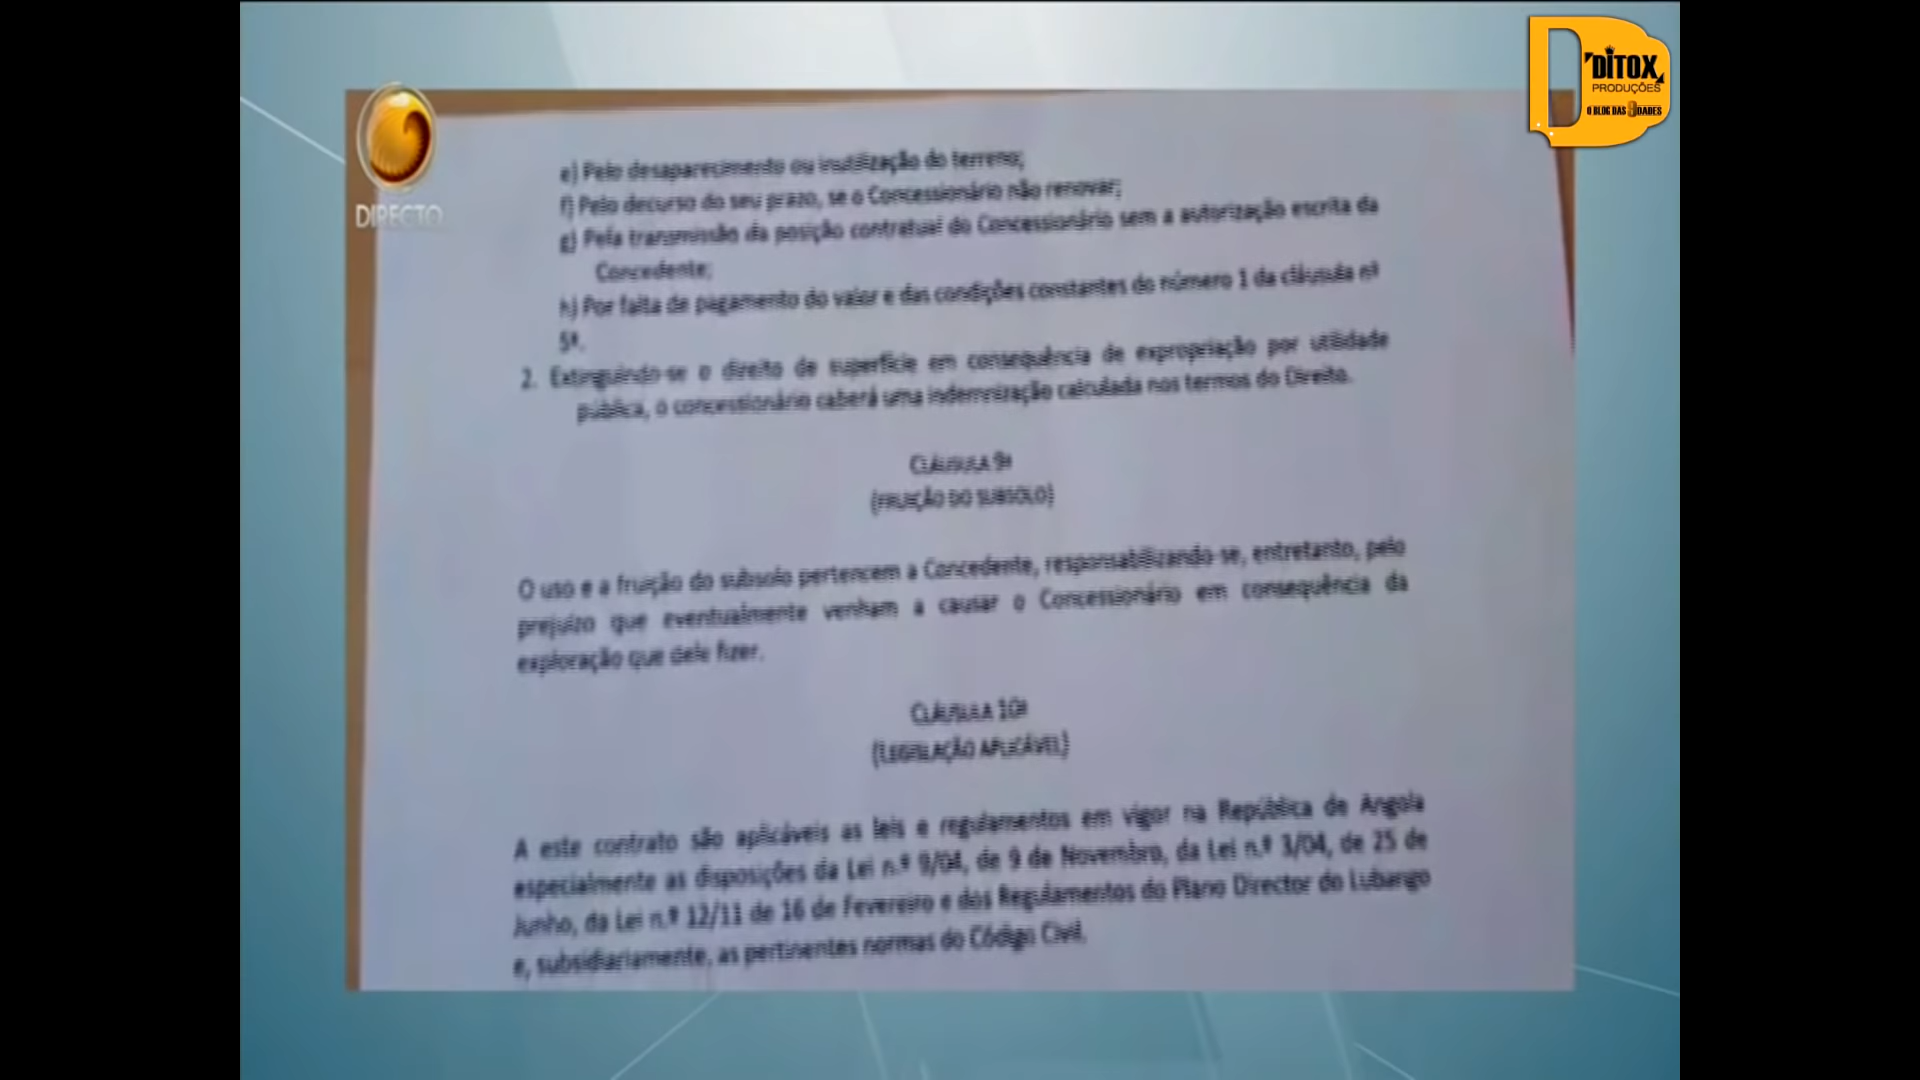 DITOX
PRODUÇÕES
O BLOG DAS 8DADES
DIRECTO
e) Pelo desaparecimento ou inutilização do terreno;
f) Pelo decurso do seu prazo, se o Concessionário não renovar;
g) Pela transmissão da posição contratual do Concessionário sem a autorização escrita da
Concedente;
h) Por falta de pagamento do valor e das condições constantes do número 1 da cláusula nª
5ª.
2. Extinguindo-se o direito de superfície em consequência de expropriação por utilidade
pública, o concessionário caberá uma indemnização calculada nos termos do Direito.
CLÁUSULA 9ª
(FRUIÇÃO DO SUBSOLO)
O uso e a fruição do subsolo pertencem a Concedente, responsabilizando-se, entretanto, pelo
prejuízo que eventualmente venham a causar o Concessionário em consequência da
exploração que dele fizer.
CLÁUSULA 10ª
(LEGISLAÇÃO APLICÁVEL)
A este contrato são aplicáveis as leis e regulamentos em vigor na República de Angola
especialmente as disposições da Lei n.º 9/04, de 9 de Novembro, da Lei n.º 3/04, de 25 de
Junho, da Lei n.º 12/11 de 16 de Fevereiro e dos Regulamentos do Plano Director do Lubango
e, subsidiariamente, as pertinentes normas do Código Civil.